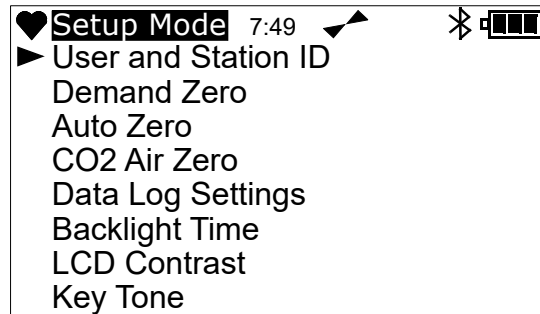 Setup Mode 7:49
User and Station ID
Demand Zero
Auto Zero
CO2 Air Zero
Data Log Settings
Backlight Time
LCD Contrast
Key Tone